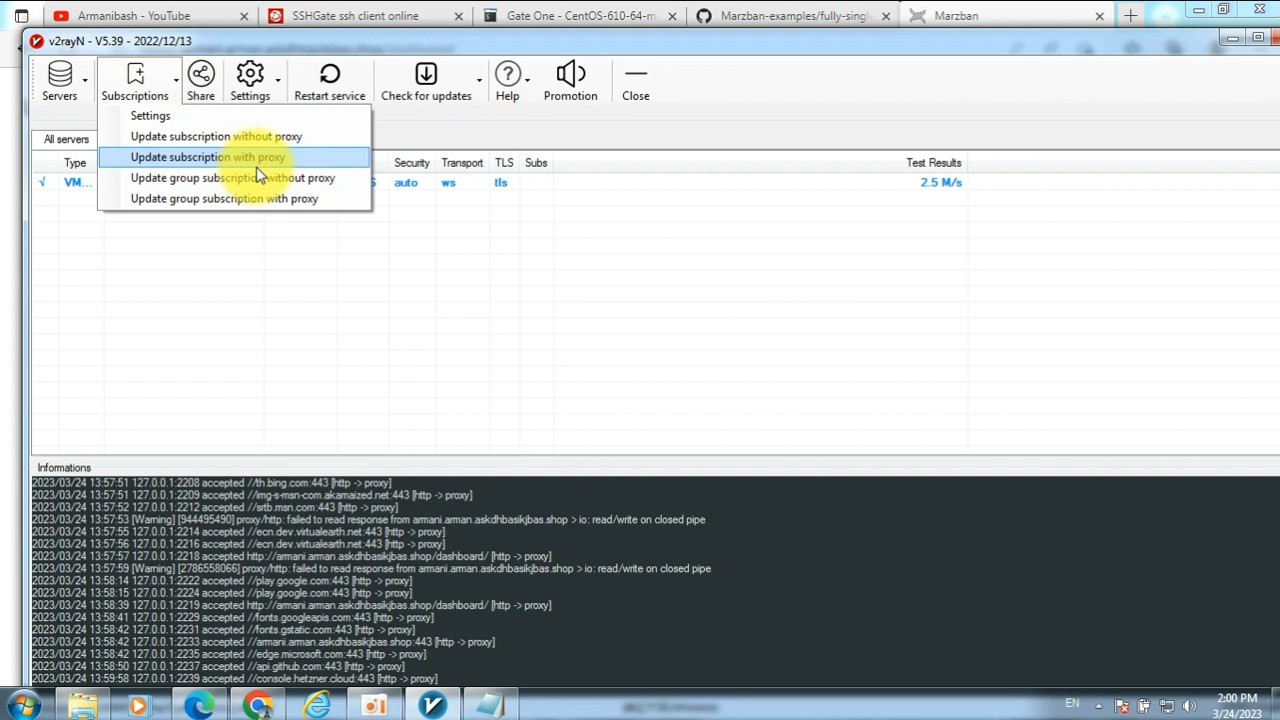 Armanibash - YouTube
SSHGate ssh client online
Gate One - CentOS-610-64-m
Marzban-examples/fully-singl
Marzban
v2rayN - V5.39 - 2022/12/13
Servers
Subscriptions
Share
Settings
Restart service
Check for updates
Help
Promotion
Close
Settings
Update subscription without proxy
Update subscription with proxy
Update group subscription without proxy
Update group subscription with proxy
All servers
Type
Security
Transport
TLS
Subs
Test Results
√ VM...
auto
ws
tls
2.5 M/s
Informations
2023/03/24 13:57:51 127.0.0.1:2208 accepted //th.bing.com:443 [http -> proxy]
2023/03/24 13:57:51 127.0.0.1:2209 accepted //img-s-msn-com.akamaized.net:443 [http -> proxy]
2023/03/24 13:57:52 127.0.0.1:2212 accepted //srtb.msn.com:443 [http -> proxy]
2023/03/24 13:57:53 [Warning] [944495490] proxy/http: failed to read response from armani.arman.askdhbasikjbas.shop > io: read/write on closed pipe
2023/03/24 13:57:55 127.0.0.1:2214 accepted //ecn.dev.virtualearth.net:443 [http -> proxy]
2023/03/24 13:57:56 127.0.0.1:2216 accepted //ecn.dev.virtualearth.net:443 [http -> proxy]
2023/03/24 13:57:57 127.0.0.1:2218 accepted http://armani.arman.askdhbasikjbas.shop/dashboard/ [http -> proxy]
2023/03/24 13:57:59 [Warning] [2786558066] proxy/http: failed to read response from armani.arman.askdhbasikjbas.shop > io: read/write on closed pipe
2023/03/24 13:58:14 127.0.0.1:2222 accepted //play.google.com:443 [http -> proxy]
2023/03/24 13:58:15 127.0.0.1:2224 accepted //play.google.com:443 [http -> proxy]
2023/03/24 13:58:39 127.0.0.1:2219 accepted http://armani.arman.askdhbasikjbas.shop/dashboard/ [http -> proxy]
2023/03/24 13:58:41 127.0.0.1:2229 accepted //fonts.googleapis.com:443 [http -> proxy]
2023/03/24 13:58:42 127.0.0.1:2231 accepted //fonts.gstatic.com:443 [http -> proxy]
2023/03/24 13:58:42 127.0.0.1:2233 accepted //armani.arman.askdhbasikjbas.shop:443 [http -> proxy]
2023/03/24 13:58:42 127.0.0.1:2235 accepted //edge.microsoft.com:443 [http -> proxy]
2023/03/24 13:58:50 127.0.0.1:2237 accepted //api.github.com:443 [http -> proxy]
2023/03/24 13:59:58 127.0.0.1:2241 accepted //console.hetzner.cloud:443 [http -> proxy]
EN
2:00 PM
3/24/2023